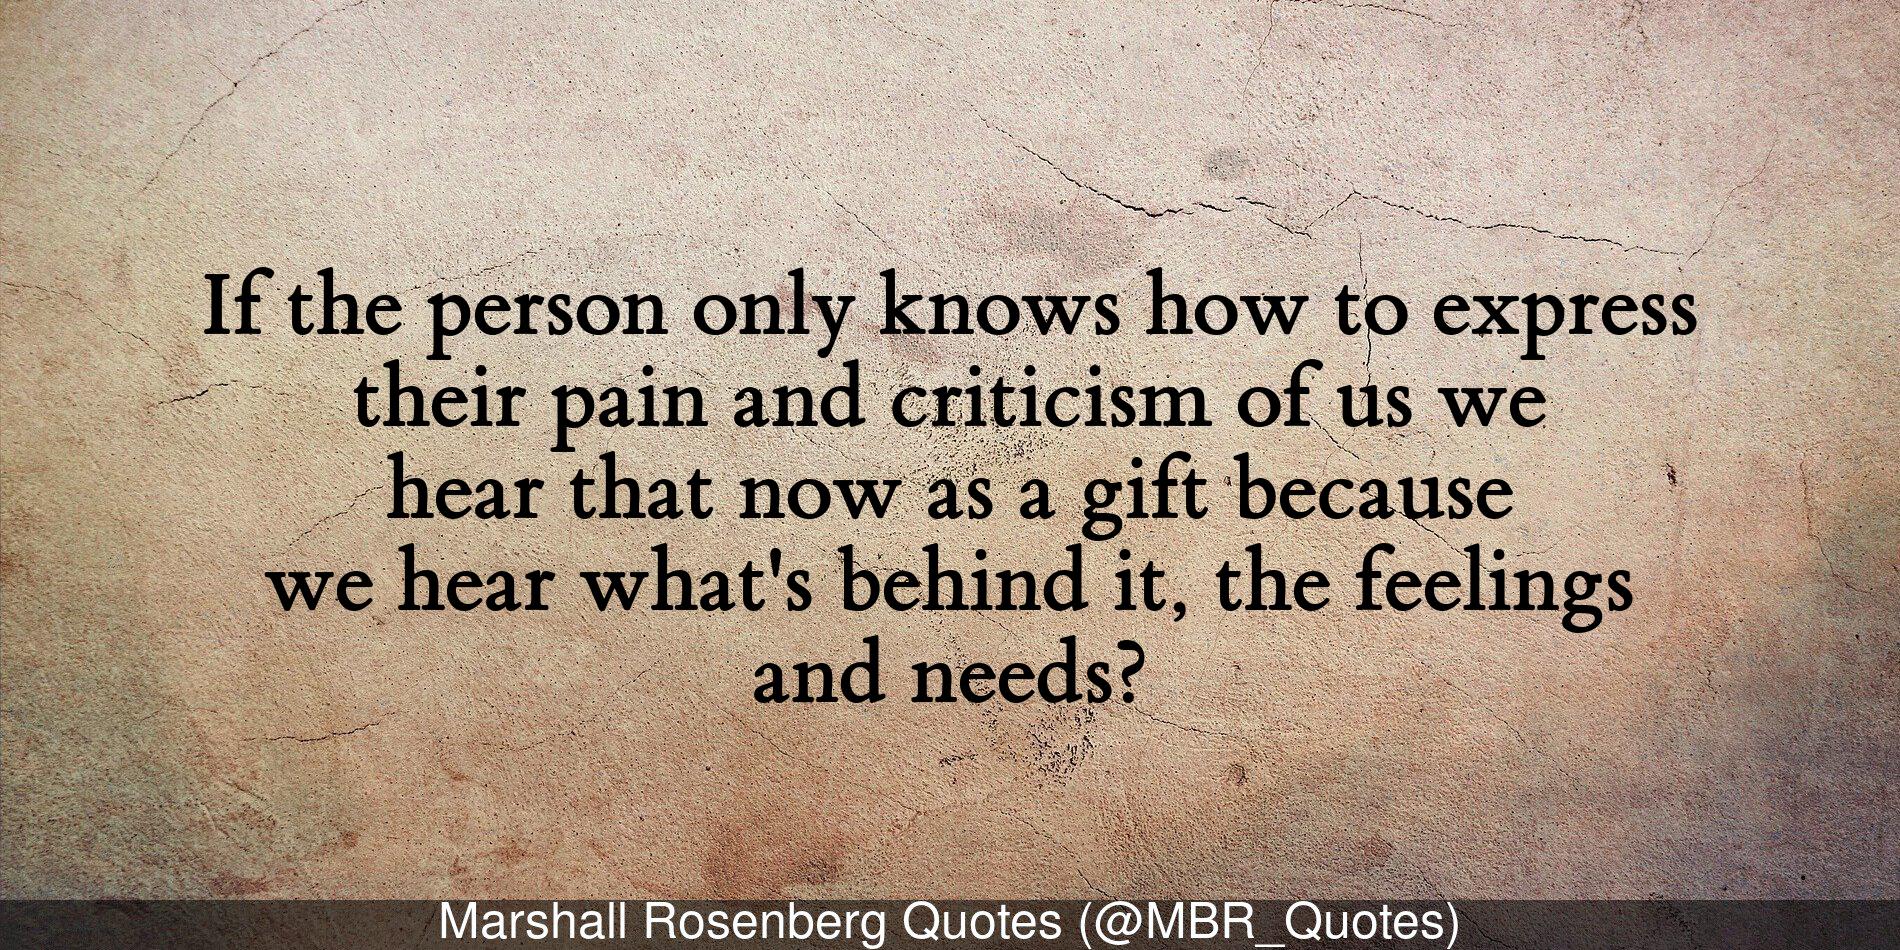 If the person only knows how to express
their pain and criticism of us we
hear that now as a gift because
we hear what's behind it, the feelings
and needs?
Marshall Rosenberg Quotes (@MBR_Quotes)